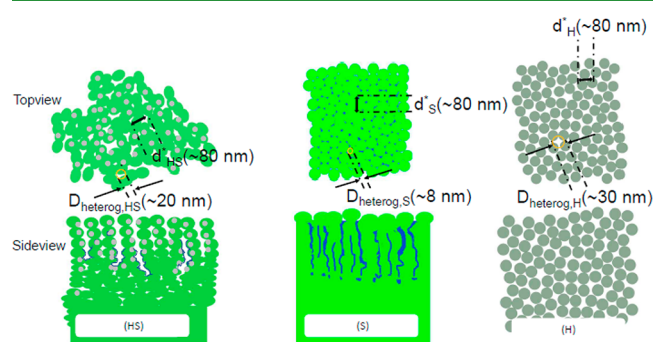 d*H(~80 nm)
Topview
d*S(~80 nm)
d*HS(~80 nm)
Dheterog,HS(~20 nm)
Dheterog,S(~8 nm)
Dheterog,H(~30 nm)
Sideview
(HS)
(S)
(H)